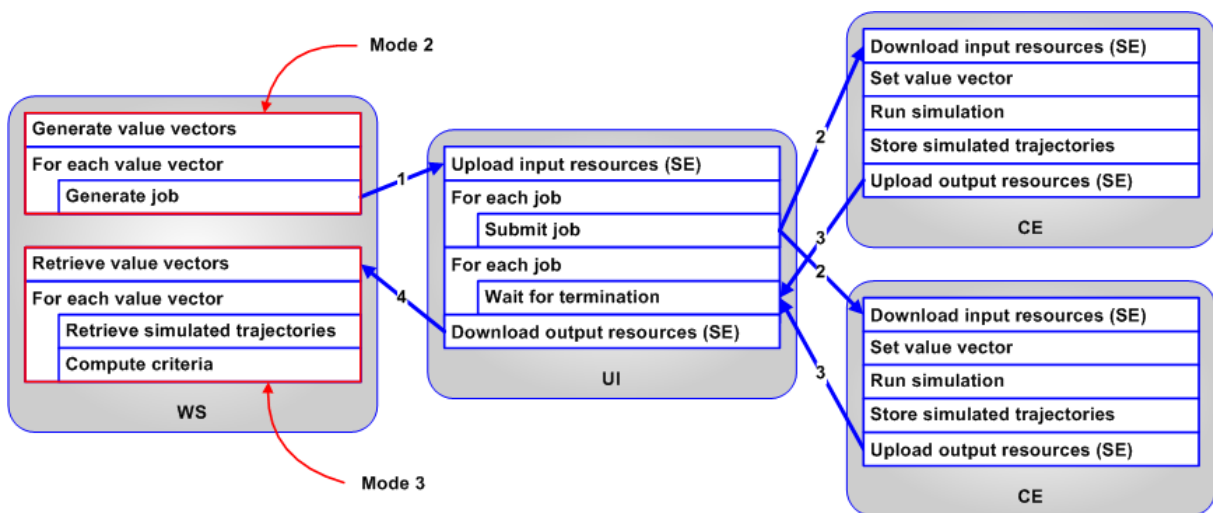 Mode 2
Generate value vectors
For each value vector
Generate job
Retrieve value vectors
For each value vector
Retrieve simulated trajectories
Compute criteria
WS
Mode 3
1
4
Upload input resources (SE)
For each job
Submit job
For each job
Wait for termination
Download output resources (SE)
UI
2
3
2
3
Download input resources (SE)
Set value vector
Run simulation
Store simulated trajectories
Upload output resources (SE)
CE
Download input resources (SE)
Set value vector
Run simulation
Store simulated trajectories
Upload output resources (SE)
CE